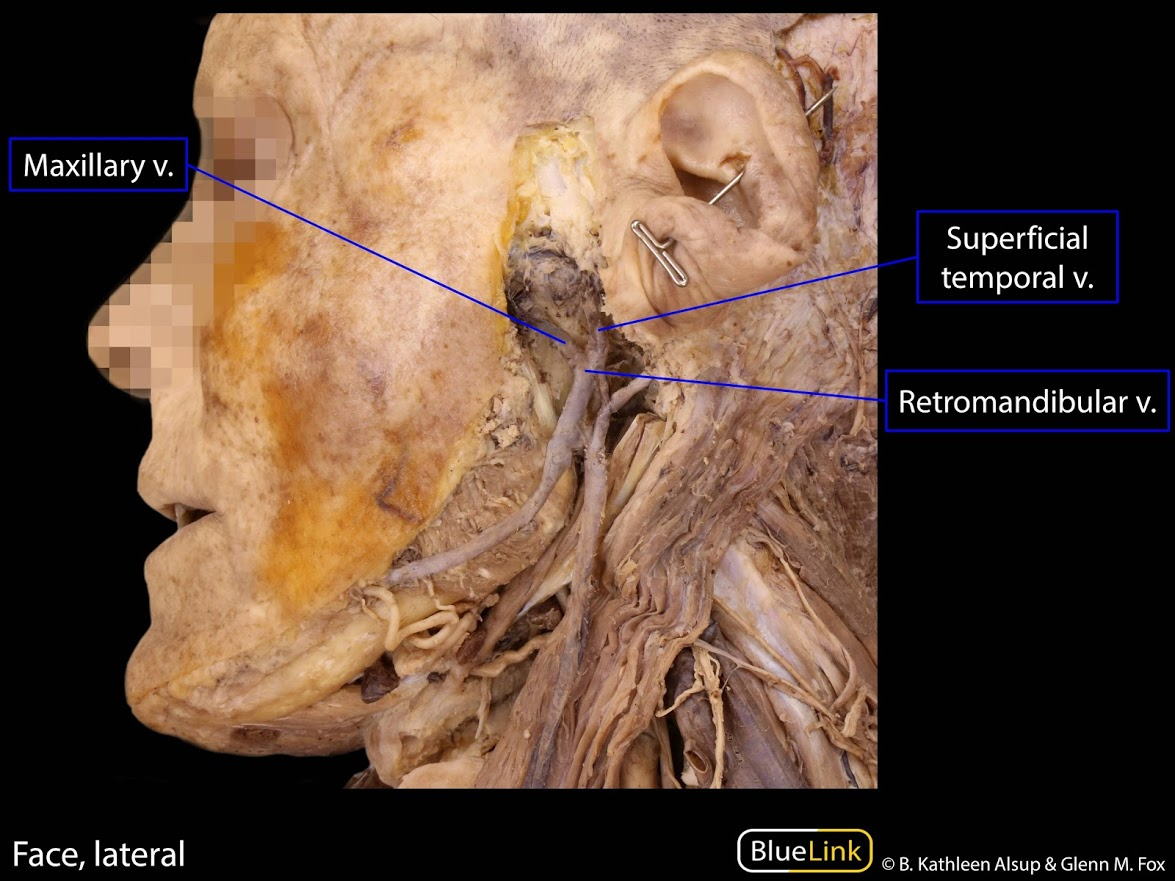 Maxillary v.
Superficial
temporal v.
Retromandibular v.
Face, lateral
BlueLink
© B. Kathleen Alsup & Glenn M. Fox